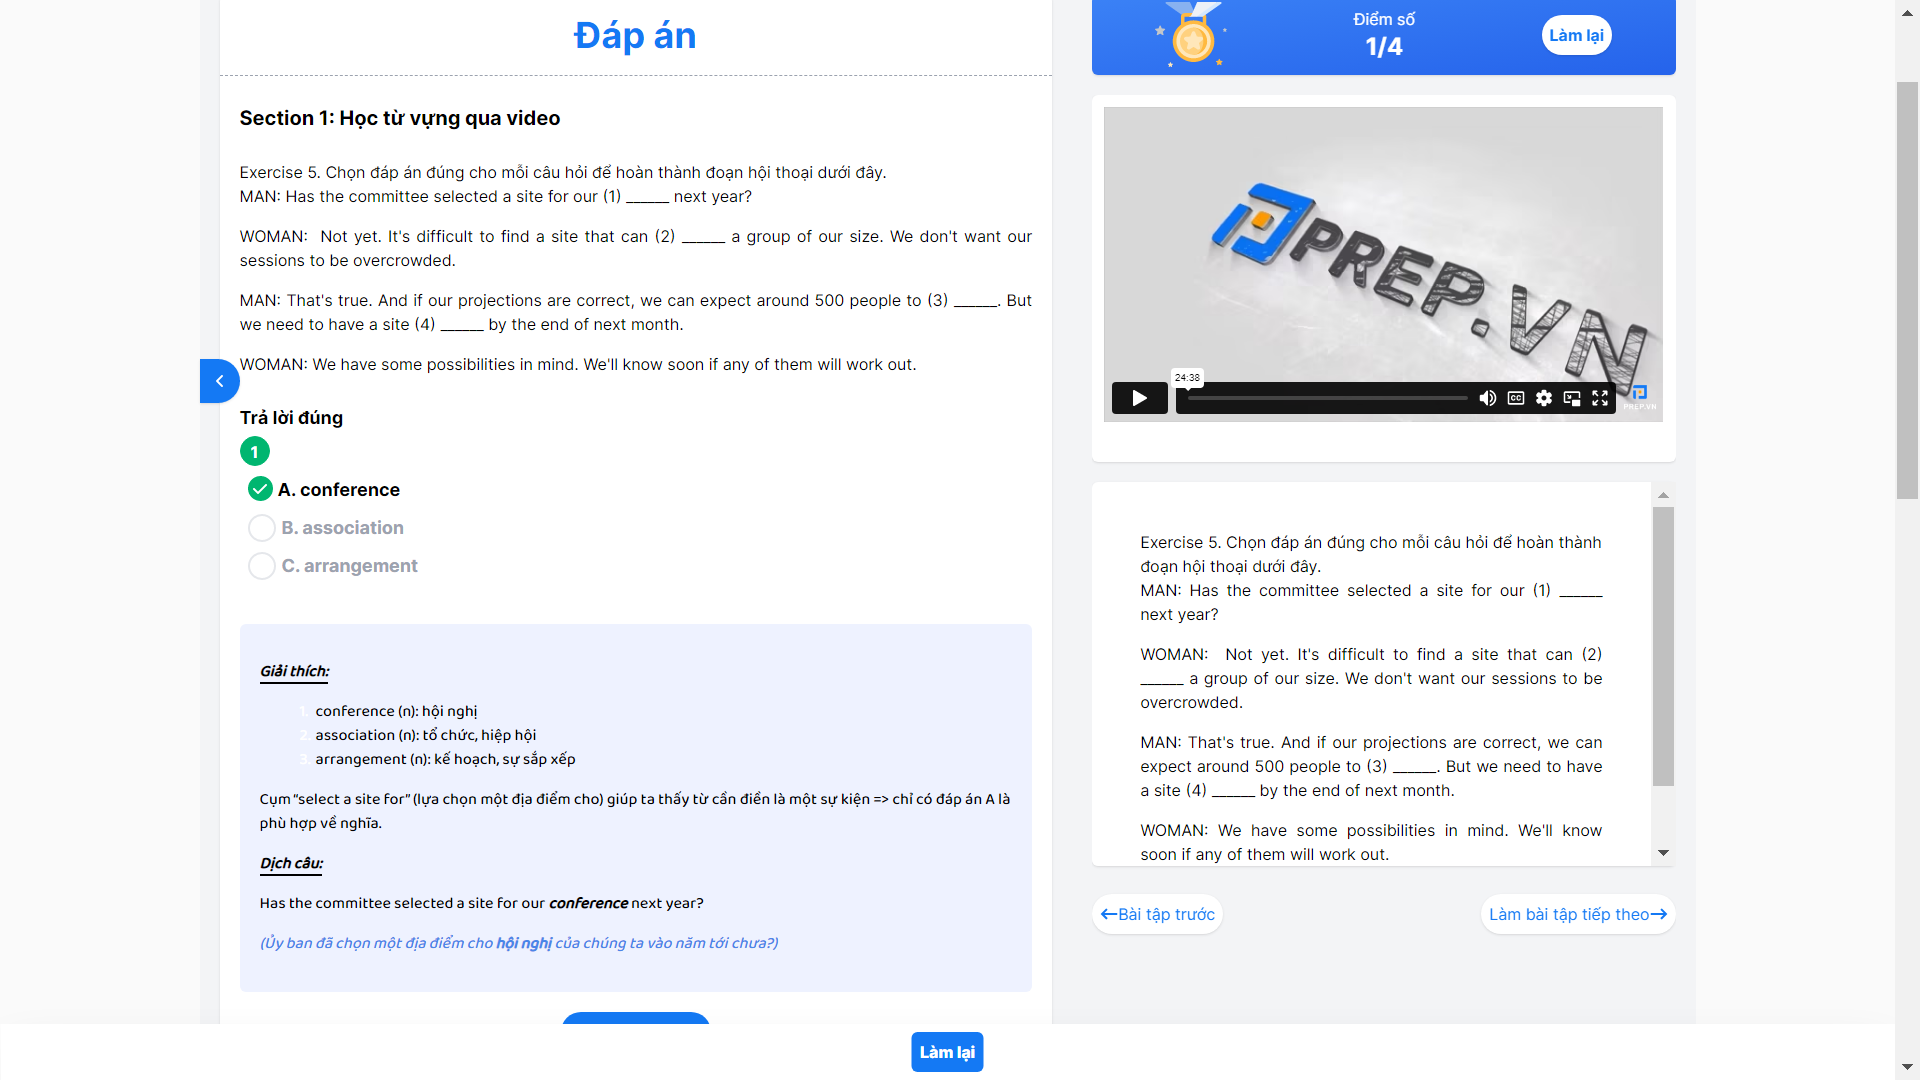 Đáp án
Section 1: Học từ vựng qua video
Exercise 5. Chọn đáp án đúng cho mỗi câu hỏi để hoàn thành đoạn hội thoại dưới đây.
MAN: Has the committee selected a site for our (1) ______ next year?
WOMAN:  Not yet. It's difficult to find a site that can (2) ______ a group of our size. We don't want our
sessions to be overcrowded.
MAN: That's true. And if our projections are correct, we can expect around 500 people to (3) ______. But
we need to have a site (4) ______ by the end of next month.
WOMAN: We have some possibilities in mind. We'll know soon if any of them will work out.
Trả lời đúng
1
A. conference
B. association
C. arrangement
Giải thích:
1. conference (n): hội nghị
2. association (n): tổ chức, hiệp hội
3. arrangement (n): kế hoạch, sự sắp xếp
Cụm "select a site for" (lựa chọn một địa điểm cho) giúp ta thấy từ cần điền là một sự kiện => chỉ có đáp án A là
phù hợp về nghĩa.
Dịch câu:
Has the committee selected a site for our conference next year?
(Ủy ban đã chọn một địa điểm cho hội nghị của chúng ta vào năm tới chưa?)
Điểm số
1/4
Làm lại
PREP.VN
24:38
CC
PREP.VN
Exercise 5. Chọn đáp án đúng cho mỗi câu hỏi để hoàn thành
đoạn hội thoại dưới đây.
MAN: Has the committee selected a site for our (1) ______
next year?
WOMAN:  Not yet. It's difficult to find a site that can (2)
______ a group of our size. We don't want our sessions to be
overcrowded.
MAN: That's true. And if our projections are correct, we can
expect around 500 people to (3) ______. But we need to have
a site (4) ______ by the end of next month.
WOMAN: We have some possibilities in mind. We'll know
soon if any of them will work out.
←Bài tập trước
Làm bài tập tiếp theo→
Làm lại